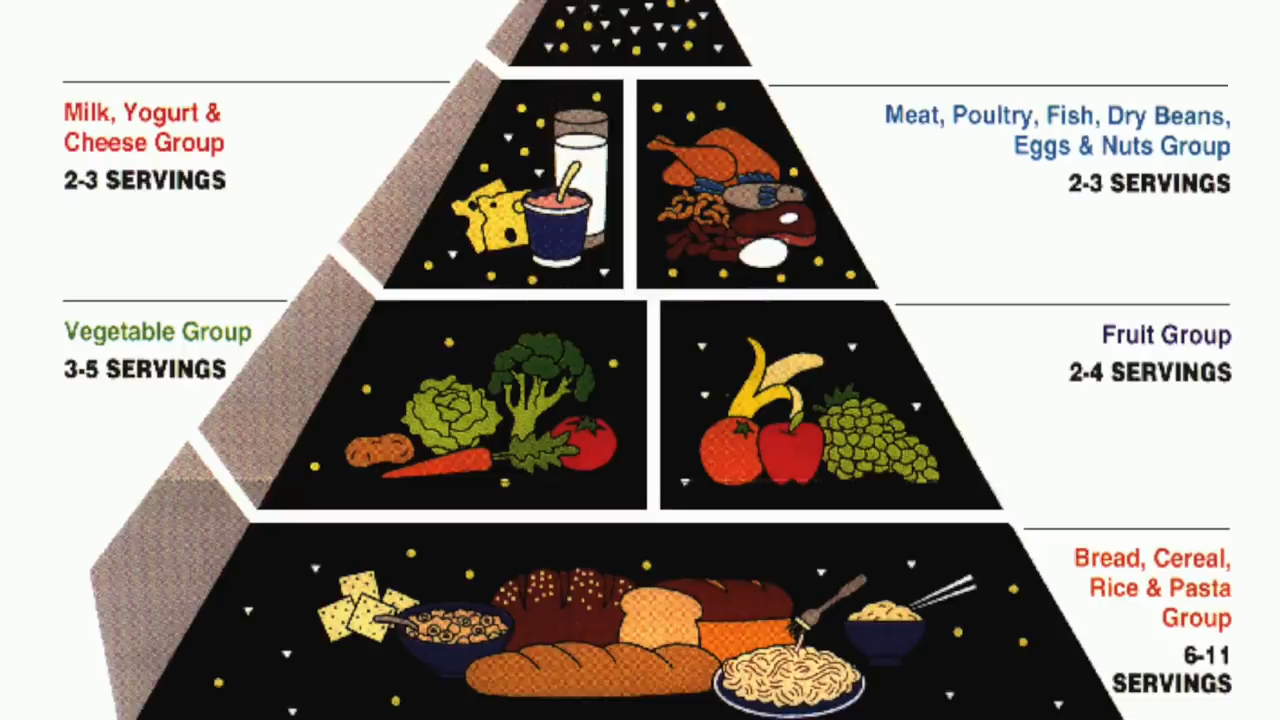 Milk, Yogurt &
Cheese Group
2-3 SERVINGS
Meat, Poultry, Fish, Dry Beans,
Eggs & Nuts Group
2-3 SERVINGS
Vegetable Group
3-5 SERVINGS
Fruit Group
2-4 SERVINGS
Bread, Cereal,
Rice & Pasta
Group
6-11
SERVINGS